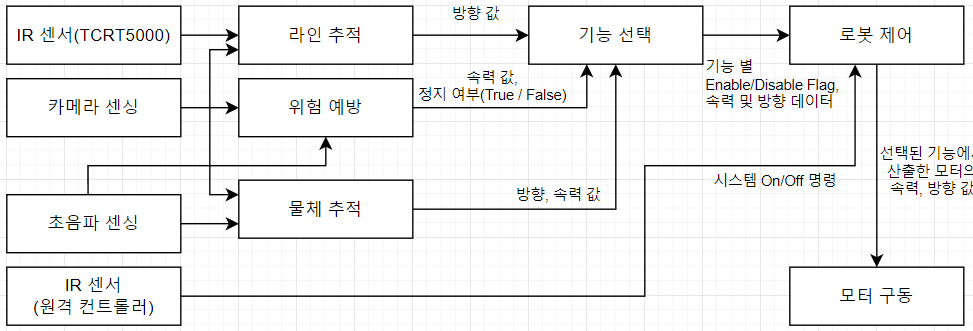 IR 센서(TCRT5000)
라인 추적
방향 값
기능 선택
로봇 제어
카메라 센싱
위험 예방
속력 값,
정지 여부(True / False)
기능 별
Enable/Disable Flag,
속력 및 방향 데이터
초음파 센싱
물체 추적
방향, 속력 값
시스템 On/Off 명령
선택된 기능에서
산출한 모터의
속력, 방향 값
IR 센서
(원격 컨트롤러)
모터 구동